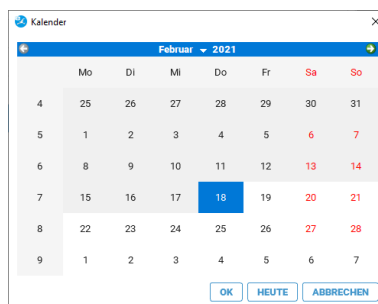 Kalender
Februar 2021
Mo Di Mi Do Fr Sa So
4 25 26 27 28 29 30 31
5 1 2 3 4 5 6 7
6 8 9 10 11 12 13 14
7 15 16 17 18 19 20 21
8 22 23 24 25 26 27 28
9 1 2 3 4 5 6 7
OK HEUTE ABBRECHEN